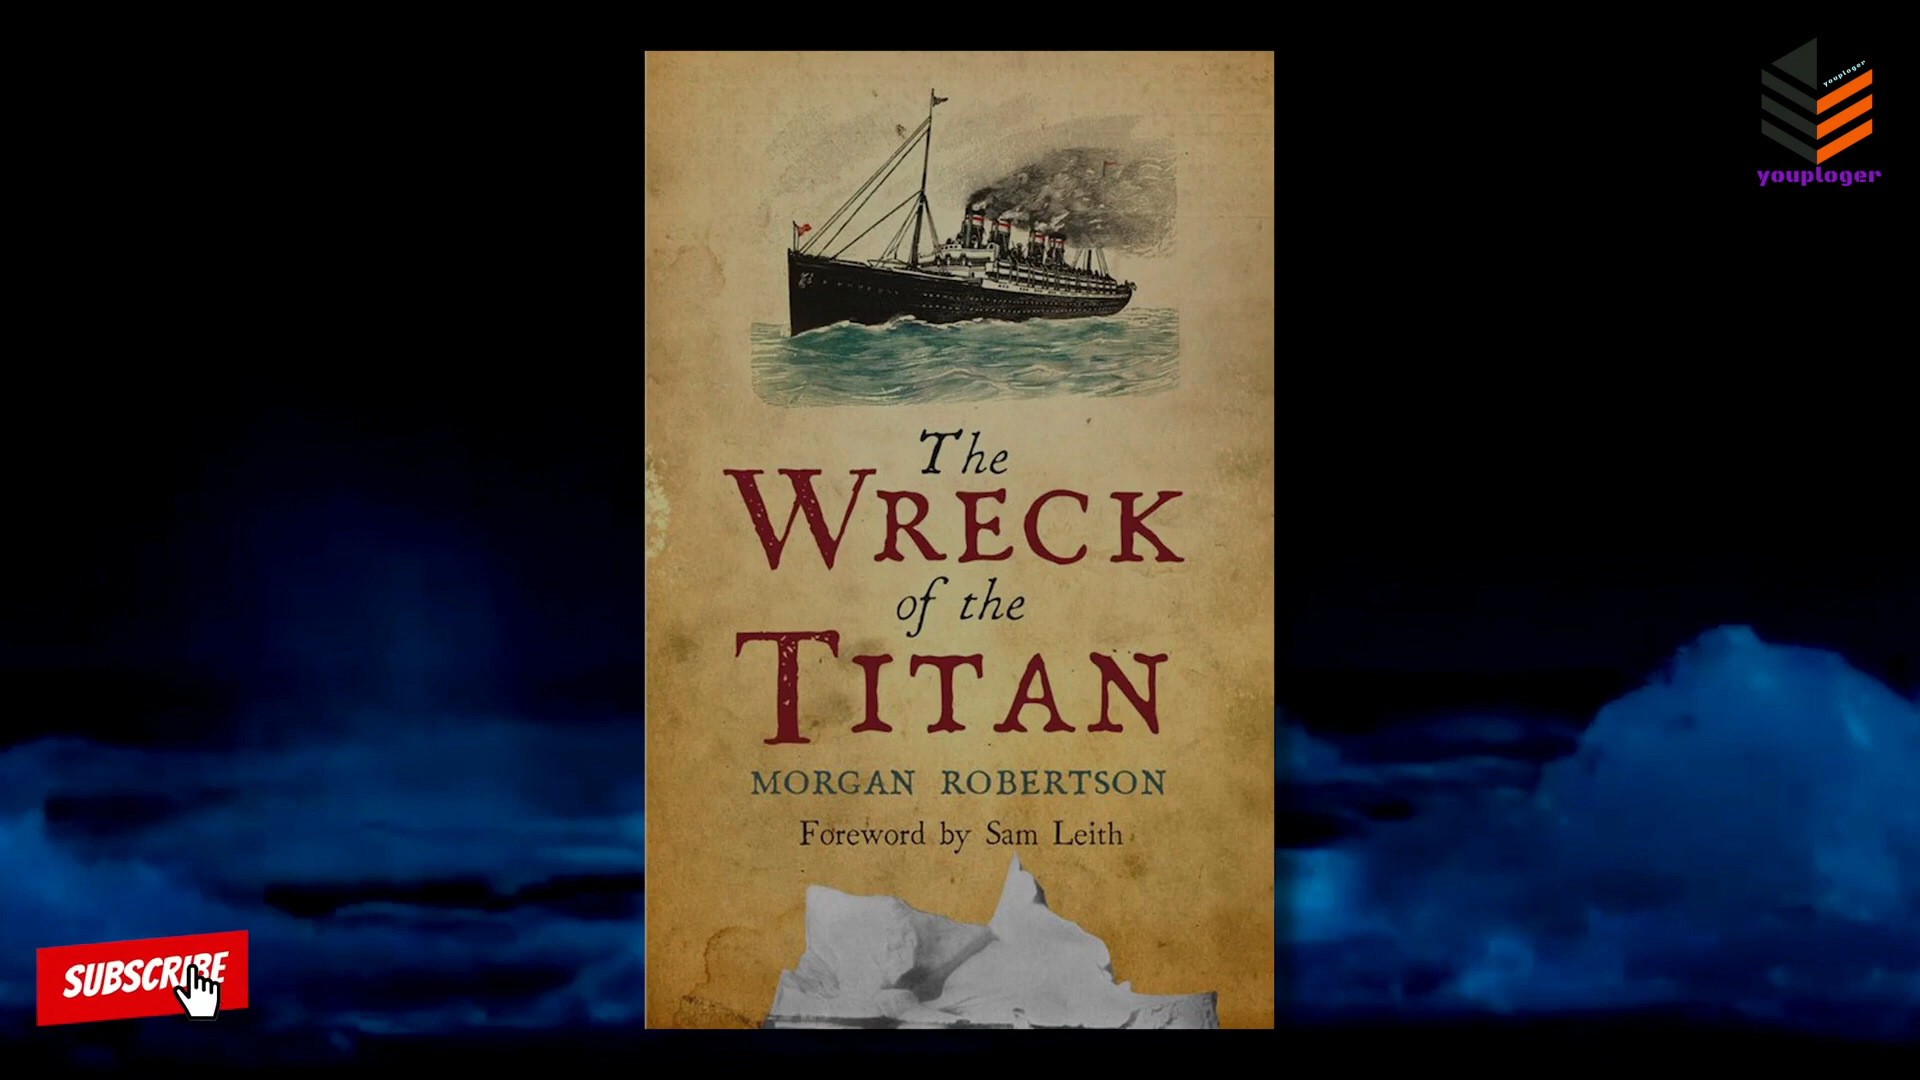 youploger
youploger
The
WRECK
of the
TITAN
MORGAN ROBERTSON
Foreword by Sam Leith
SUBSCRIBE